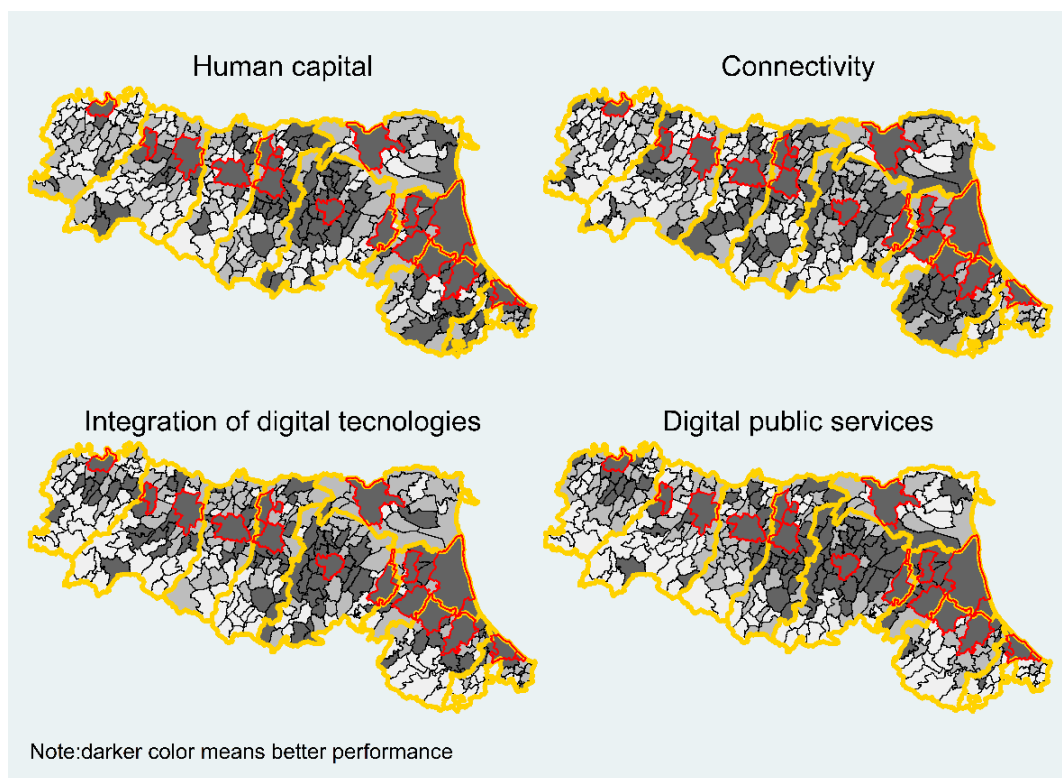 Human capital
Connectivity
Integration of digital tecnologies
Digital public services
Note:darker color means better performance